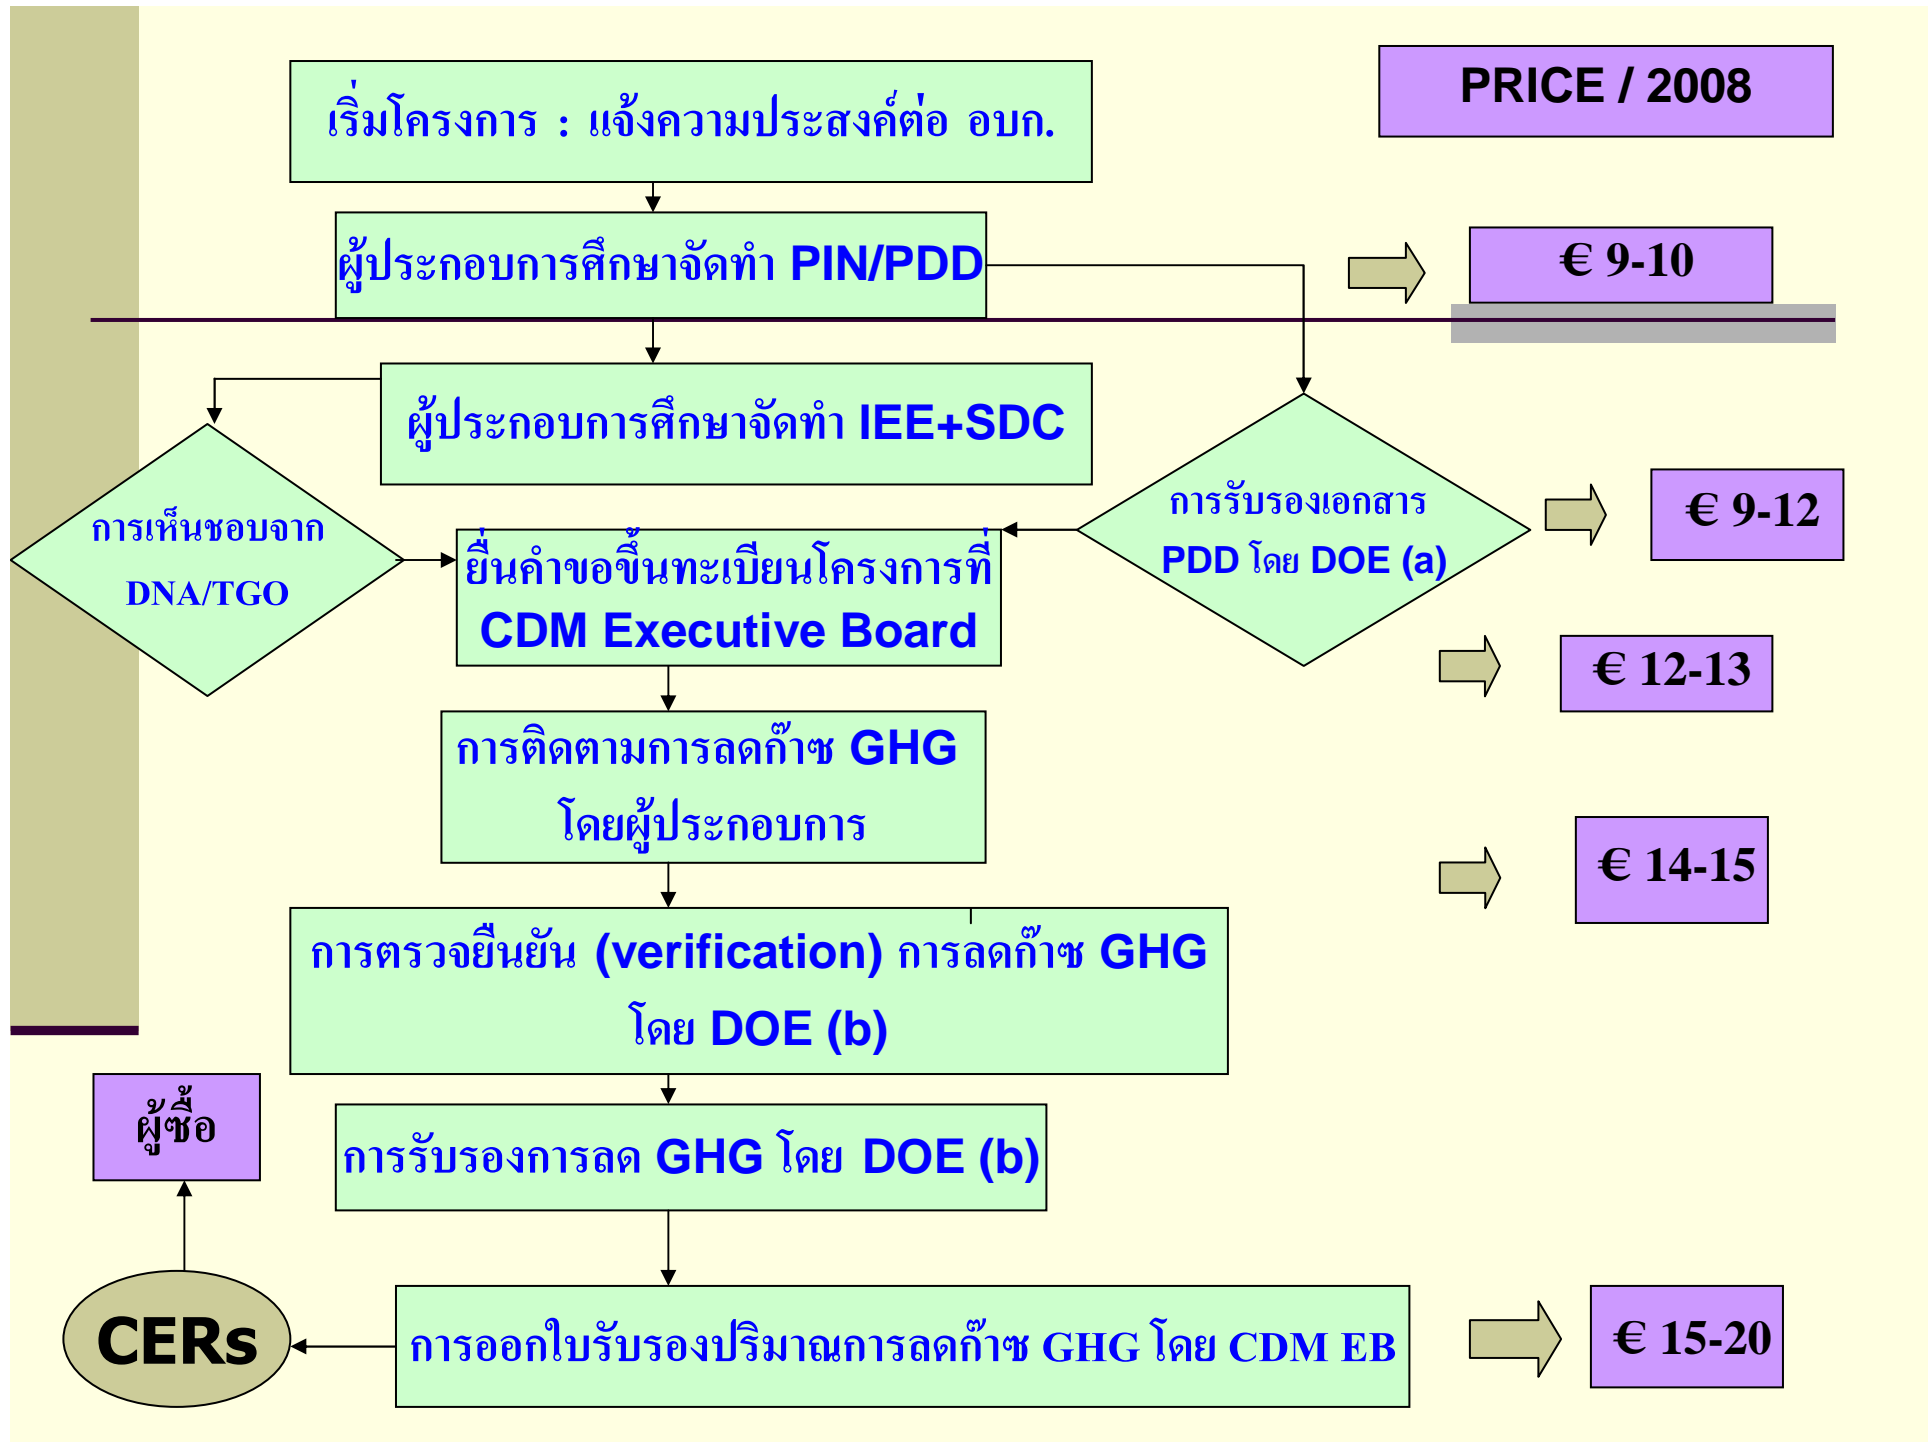 เริ่มโครงการ : แจ้งความประสงค์ต่อ อบก.
PRICE / 2008
ผู้ประกอบการศึกษาจัดทำ PIN/PDD
€ 9-10
ผู้ประกอบการศึกษาจัดทำ IEE+SDC
การเห็นชอบจาก
DNA/TGO
ยื่นคำขอขึ้นทะเบียนโครงการที่
CDM Executive Board
การรับรองเอกสาร
PDD โดย DOE (a)
€ 9-12
€ 12-13
การติดตามการลดก๊าซ GHG
โดยผู้ประกอบการ
€ 14-15
การตรวจยืนยัน (verification) การลดก๊าซ GHG
โดย DOE (b)
ผู้ซื้อ
การรับรองการลด GHG โดย DOE (b)
CERs
การออกใบรับรองปริมาณการลดก๊าซ GHG โดย CDM EB
€ 15-20